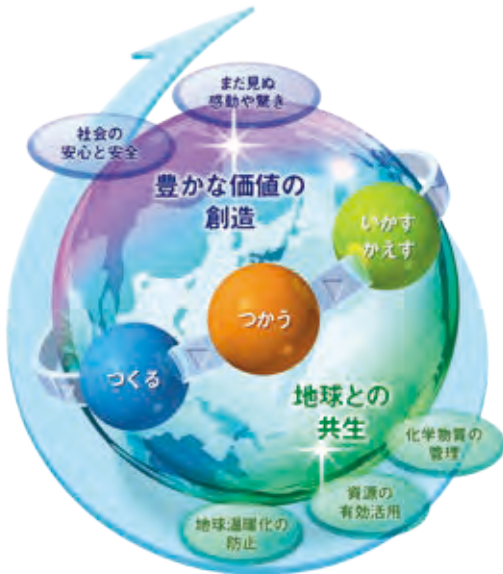 まだ見ぬ
感動や驚き
社会の
安心と安全
豊かな価値の
創造
いかす
かえす
つかう
つくる
地球との
共生
化学物質の
管理
資源の
有効活用
地球温暖化の
防止